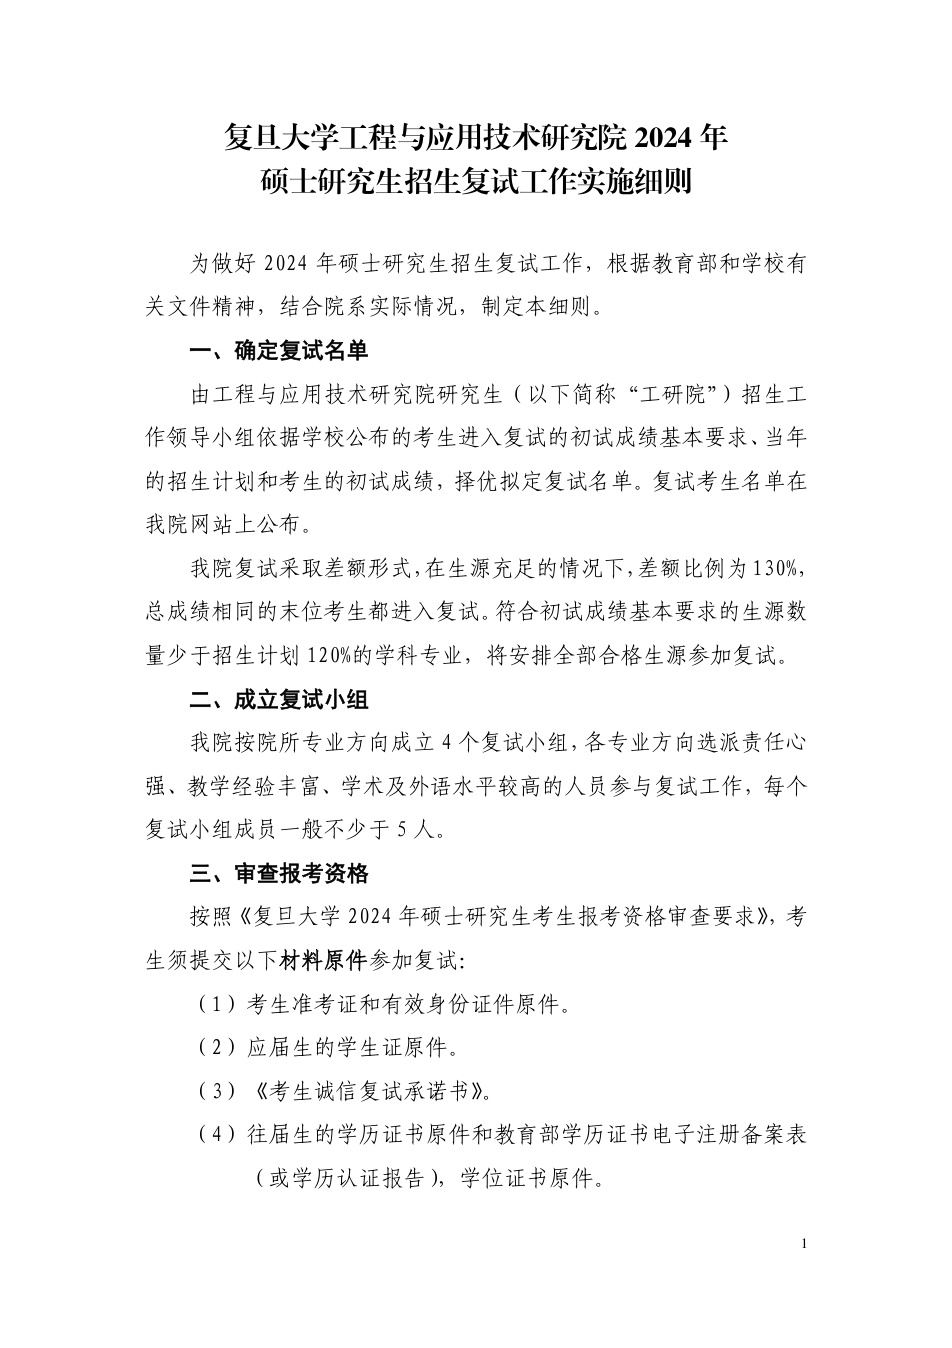 复旦大学工程与应用技术研究院 2024 年
硕士研究生招生复试工作实施细则
为做好 2024 年硕士研究生招生复试工作，根据教育部和学校有
关文件精神，结合院系实际情况，制定本细则。
一、确定复试名单
由工程与应用技术研究院研究生（以下简称“工研院”）招生工
作领导小组依据学校公布的考生进入复试的初试成绩基本要求、当年
的招生计划和考生的初试成绩，择优拟定复试名单。复试考生名单在
我院网站上公布。
我院复试采取差额形式，在生源充足的情况下，差额比例为 130%，
总成绩相同的末位考生都进入复试。符合初试成绩基本要求的生源数
量少于招生计划 120%的学科专业，将安排全部合格生源参加复试。
二、成立复试小组
我院按院所专业方向成立 4 个复试小组，各专业方向选派责任心
强、教学经验丰富、学术及外语水平较高的人员参与复试工作，每个
复试小组成员一般不少于 5 人。
三、审查报考资格
按照《复旦大学 2024 年硕士研究生考生报考资格审查要求》，考
生须提交以下材料原件参加复试：
（1）考生准考证和有效身份证件原件。
（2）应届生的学生证原件。
（3）《考生诚信复试承诺书》。
（4）往届生的学历证书原件和教育部学历证书电子注册备案表
（或学历认证报告），学位证书原件。
1